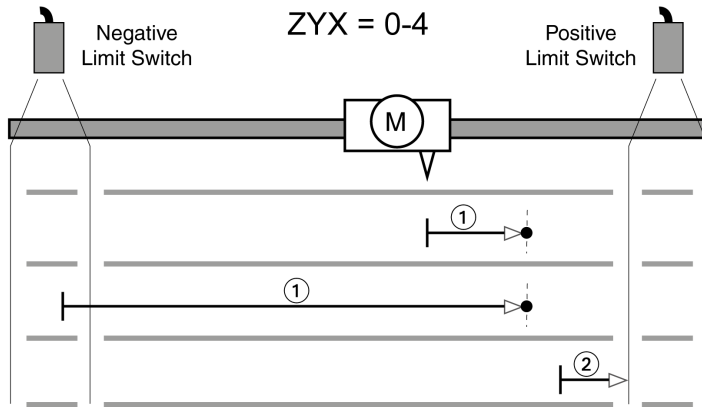 ZYX = 0-4
Negative
Limit Switch
Positive
Limit Switch
M
1
1
2